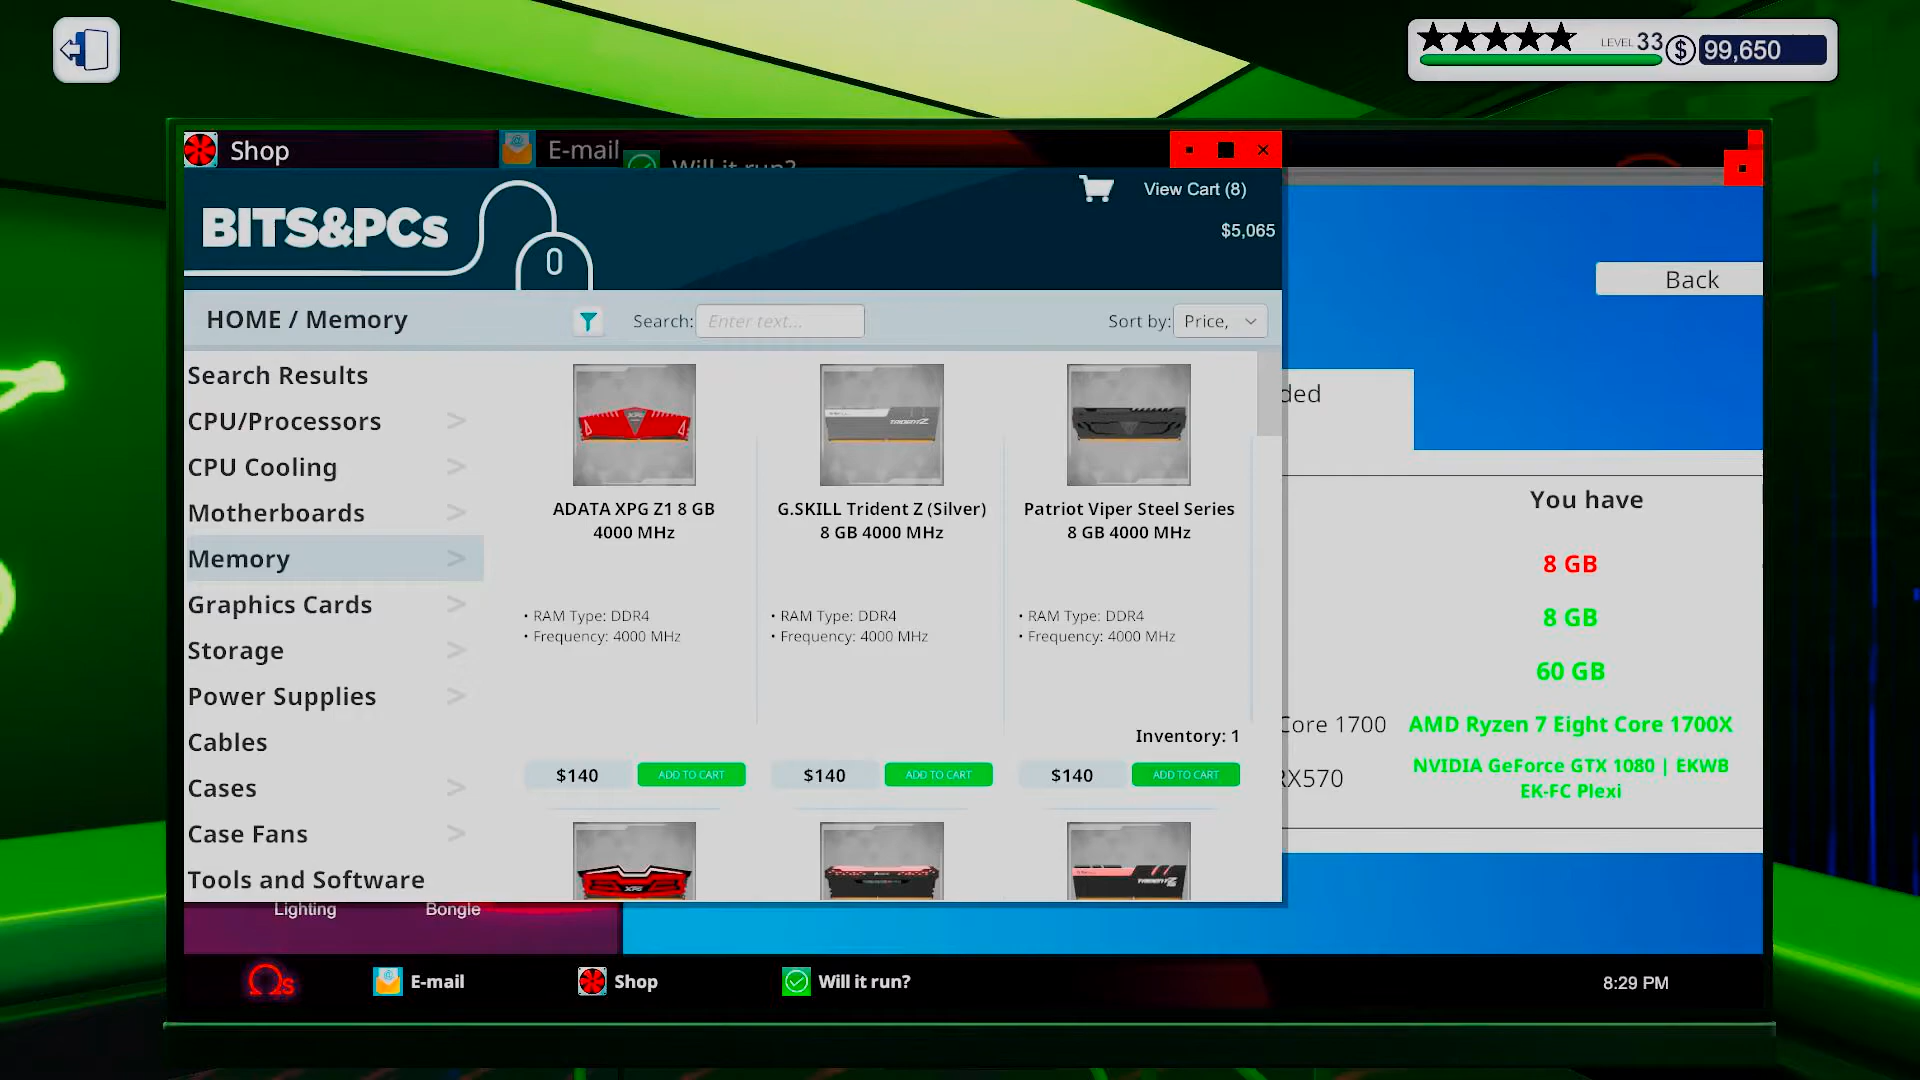 LEVEL 33
$ 99,650
Shop
E-mail
Will it run?
View Cart (8)
BITS&PCs
$5,065
Back
HOME / Memory
Search:
Enter text...
Sort by:
Price,
Search Results
CPU/Processors >
CPU Cooling >
Motherboards >
Memory >
Graphics Cards >
Storage >
Power Supplies >
Cables
Cases >
Case Fans >
Tools and Software
ADATA XPG Z1 8 GB
4000 MHz
• RAM Type: DDR4
• Frequency: 4000 MHz
$140
ADD TO CART
G.SKILL Trident Z (Silver)
8 GB 4000 MHz
• RAM Type: DDR4
• Frequency: 4000 MHz
$140
ADD TO CART
Patriot Viper Steel Series
8 GB 4000 MHz
• RAM Type: DDR4
• Frequency: 4000 MHz
Inventory: 1
$140
ADD TO CART
ded
You have
8 GB
8 GB
60 GB
Core 1700
AMD Ryzen 7 Eight Core 1700X
RX570
NVIDIA GeForce GTX 1080 | EKWB
EK-FC Plexi
Lighting
Bongle
Ωs
E-mail
Shop
Will it run?
8:29 PM